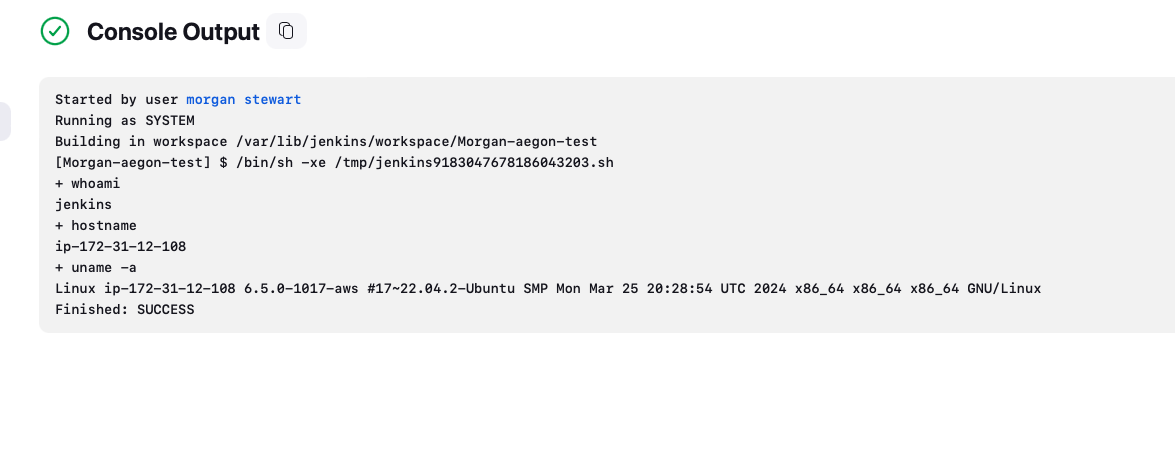 Console Output
Started by user morgan stewart
Running as SYSTEM
Building in workspace /var/lib/jenkins/workspace/Morgan-aegon-test
[Morgan-aegon-test] $ /bin/sh -xe /tmp/jenkins9183047678186043203.sh
+ whoami
jenkins
+ hostname
ip-172-31-12-108
+ uname -a
Linux ip-172-31-12-108 6.5.0-1017-aws #17~22.04.2-Ubuntu SMP Mon Mar 25 20:28:54 UTC 2024 x86_64 x86_64 x86_64 GNU/Linux
Finished: SUCCESS